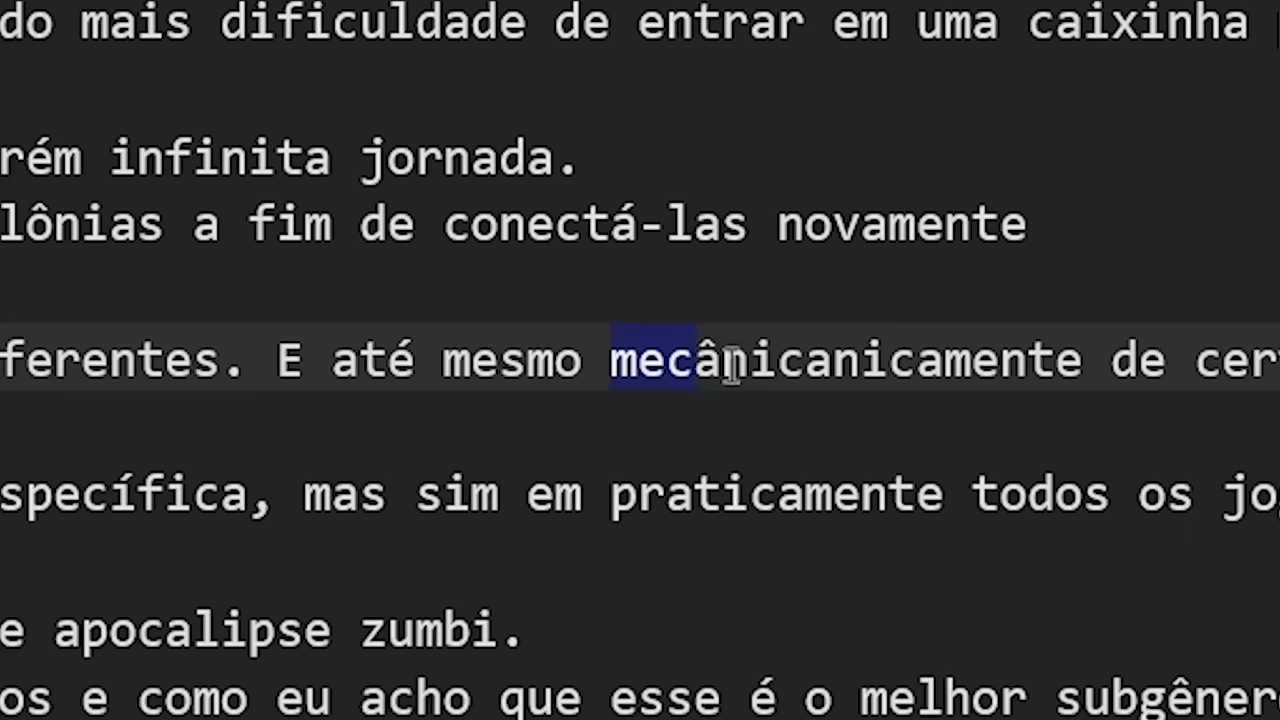 do mais dificuldade de entrar em uma caixinha
rém infinita jornada.
lônias a fim de conectá-las novamente
ferentes. E até mesmo mecânicanicamente de cer
specífica, mas sim em praticamente todos os jo
e apocalipse zumbi.
os e como eu acho que esse é o melhor subgêner